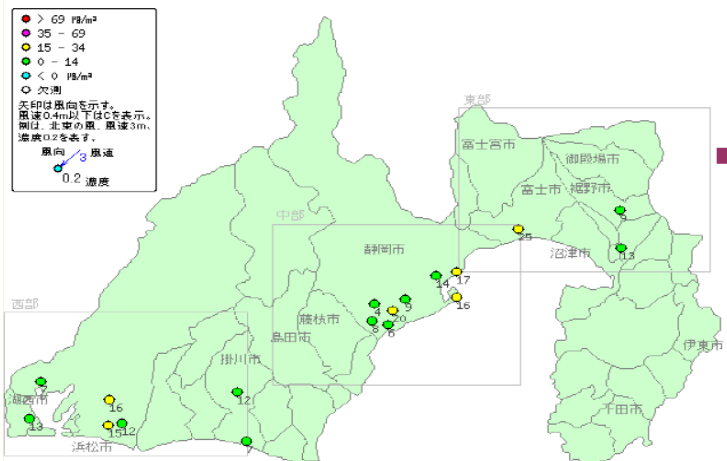 > 69 μg/m³
35 - 69
15 - 34
0 - 14
< 0 μg/m³
欠測
矢印は風向を示す。
風速0.4m以下はCを表示。
例は、北東の風、風速3m、
濃度0.2を表す。
風向 3 風速
0.2 濃度
東部
富士宮市
御殿場市
富士市
裾野市
9
25
中部
静岡市
沼津市
13
14
17
9
16
4
20
藤枝市
8
6
島田市
伊東市
西部
掛川市
湖西市
12
16
下田市
13
15
12
浜松市